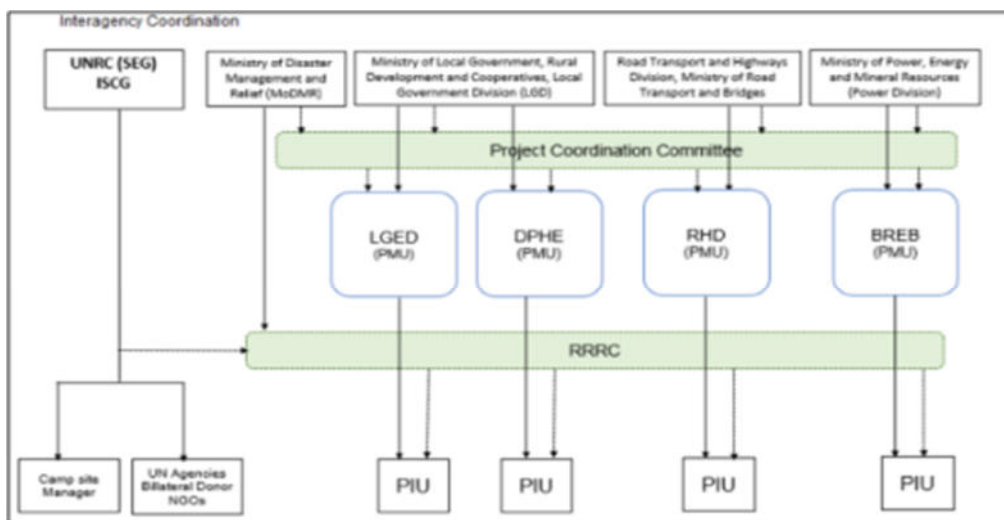 Interagency Coordination
UNRC (SEG)
ISCG
Ministry of Disaster
Management and
Relief (MoDMR)
Ministry of Local Government, Rural
Development and Cooperatives, Local
Government Division (LGD)
Road Transport and Highways
Division, Ministry of Road
Transport and Bridges
Ministry of Power, Energy
and Mineral Resources
(Power Division)
Project Coordination Committee
LGED
(PMU)
DPHE
(PMU)
RHD
(PMU)
BREB
(PMU)
RRRC
Camp site
Manager
UN Agencies
Bilateral Donor
NGOs
PIU
PIU
PIU
PIU